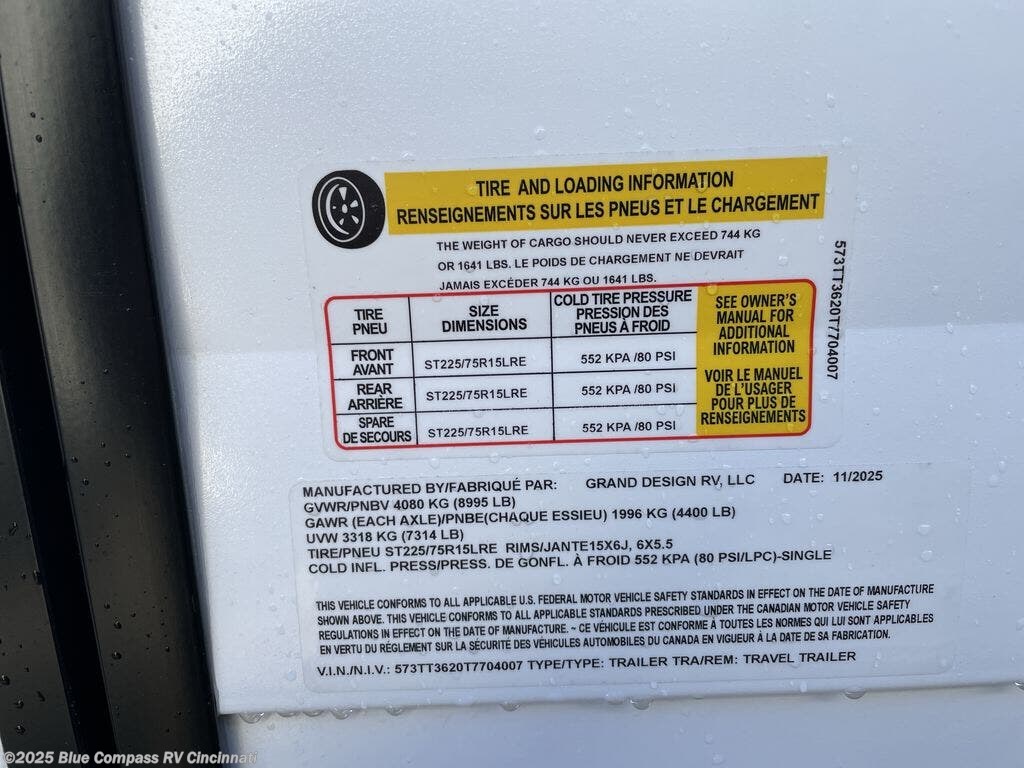 TIRE AND LOADING INFORMATION
RENSEIGNEMENTS SUR LES PNEUS ET LE CHARGEMENT
THE WEIGHT OF CARGO SHOULD NEVER EXCEED 744 KG
OR 1641 LBS. LE POIDS DE CHARGEMENT NE DEVRAIT
JAMAIS EXCÉDER 744 KG OU 1641 LBS.
TIRE
PNEU
SIZE
DIMENSIONS
COLD TIRE PRESSURE
PRESSION DES
PNEUS À FROID
FRONT
AVANT
ST225/75R15LRE
552 KPA /80 PSI
REAR
ARRIÈRE
ST225/75R15LRE
552 KPA /80 PSI
SPARE
DE SECOURS
ST225/75R15LRE
552 KPA /80 PSI
SEE OWNER'S
MANUAL FOR
ADDITIONAL
INFORMATION
VOIR LE MANUEL
DE L'USAGER
POUR PLUS DE
RENSEIGNEMENTS
573TT3620T7704007
MANUFACTURED BY/FABRIQUÉ PAR: GRAND DESIGN RV, LLC DATE: 11/2025
GVWR/PNBV 4080 KG (8995 LB)
GAWR (EACH AXLE)/PNBE(CHAQUE ESSIEU) 1996 KG (4400 LB)
UVW 3318 KG (7314 LB)
TIRE/PNEU ST225/75R15LRE RIMS/JANTE15X6J, 6X5.5
COLD INFL. PRESS/PRESS. DE GONFL. À FROID 552 KPA (80 PSI/LPC)-SINGLE
THIS VEHICLE CONFORMS TO ALL APPLICABLE U.S. FEDERAL MOTOR VEHICLE SAFETY STANDARDS IN EFFECT ON THE DATE OF MANUFACTURE
SHOWN ABOVE. THIS VEHICLE CONFORMS TO ALL APPLICABLE STANDARDS PRESCRIBED UNDER THE CANADIAN MOTOR VEHICLE SAFETY
REGULATIONS IN EFFECT ON THE DATE OF MANUFACTURE. ~ CE VÉHICULE EST CONFORME À TOUTES LES NORMES QUI LUI SONT APPLICABLES
EN VERTU DU RÉGLEMENT SUR LA SÉCURITÉ DES VÉHICULES AUTOMOBILES DU CANADA EN VIGUEUR À LA DATE DE SA FABRICATION.
V.I.N./N.I.V.: 573TT3620T7704007 TYPE/TYPE: TRAILER TRA/REM: TRAVEL TRAILER
©2025 Blue Compass RV Cincinnati